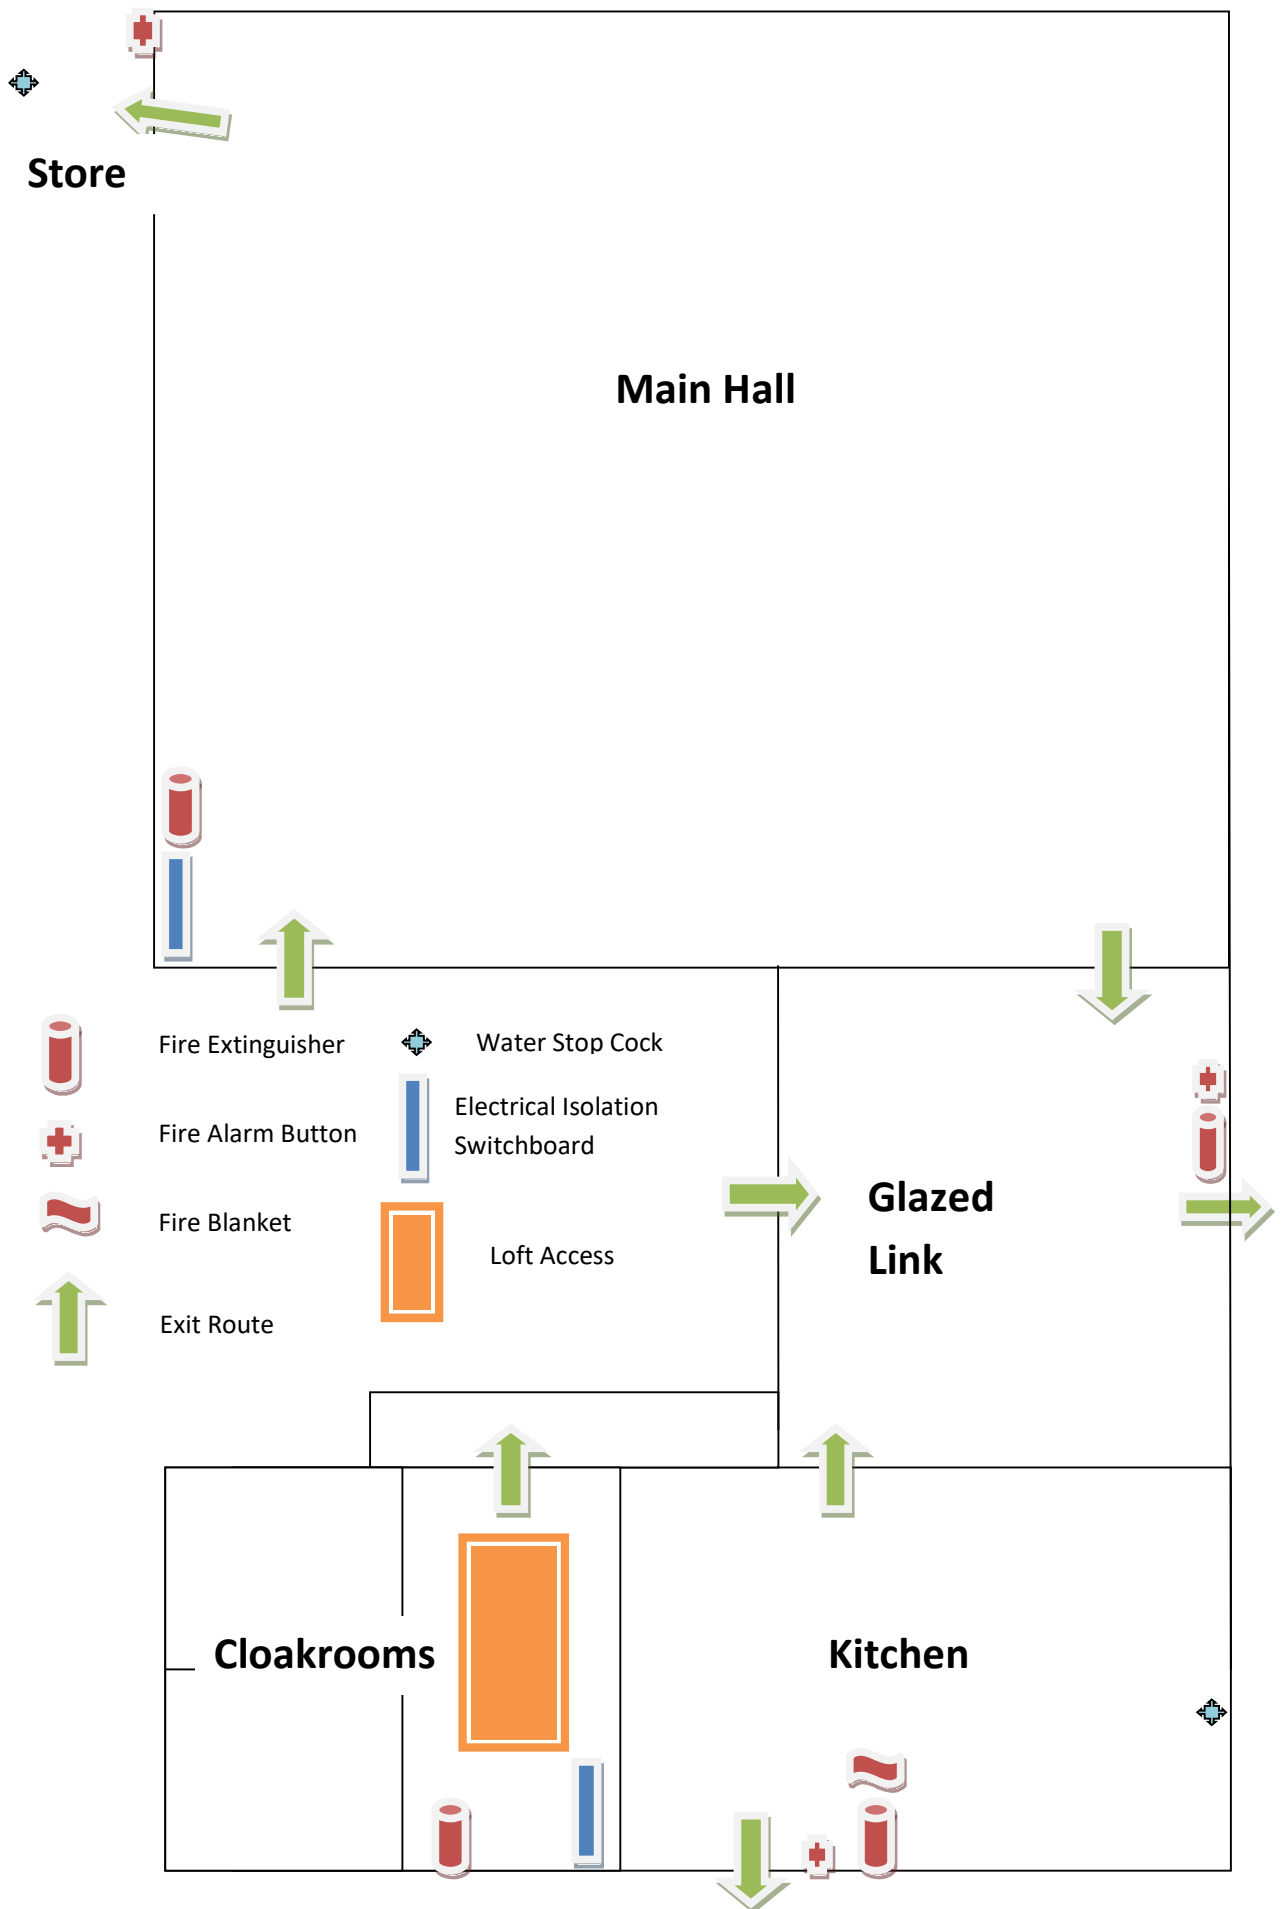 Store
Main Hall
Fire Extinguisher
Water Stop Cock
Electrical Isolation
Switchboard
Fire Alarm Button
Glazed
Link
Fire Blanket
Loft Access
Exit Route
Cloakrooms
Kitchen